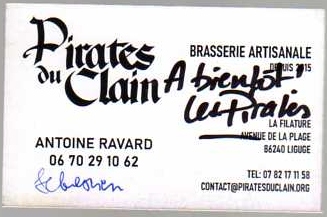 Pirates
du
Clain
BRASSERIE ARTISANALE
DEPUIS 2015
A bientôt
Les Pirates
LA FILATURE
AVENUE DE LA PLAGE
86240 LIGUGE
ANTOINE RAVARD
06 70 29 10 62
TEL: 07 82 17 11 58
CONTACT@PIRATESDUCLAIN.ORG